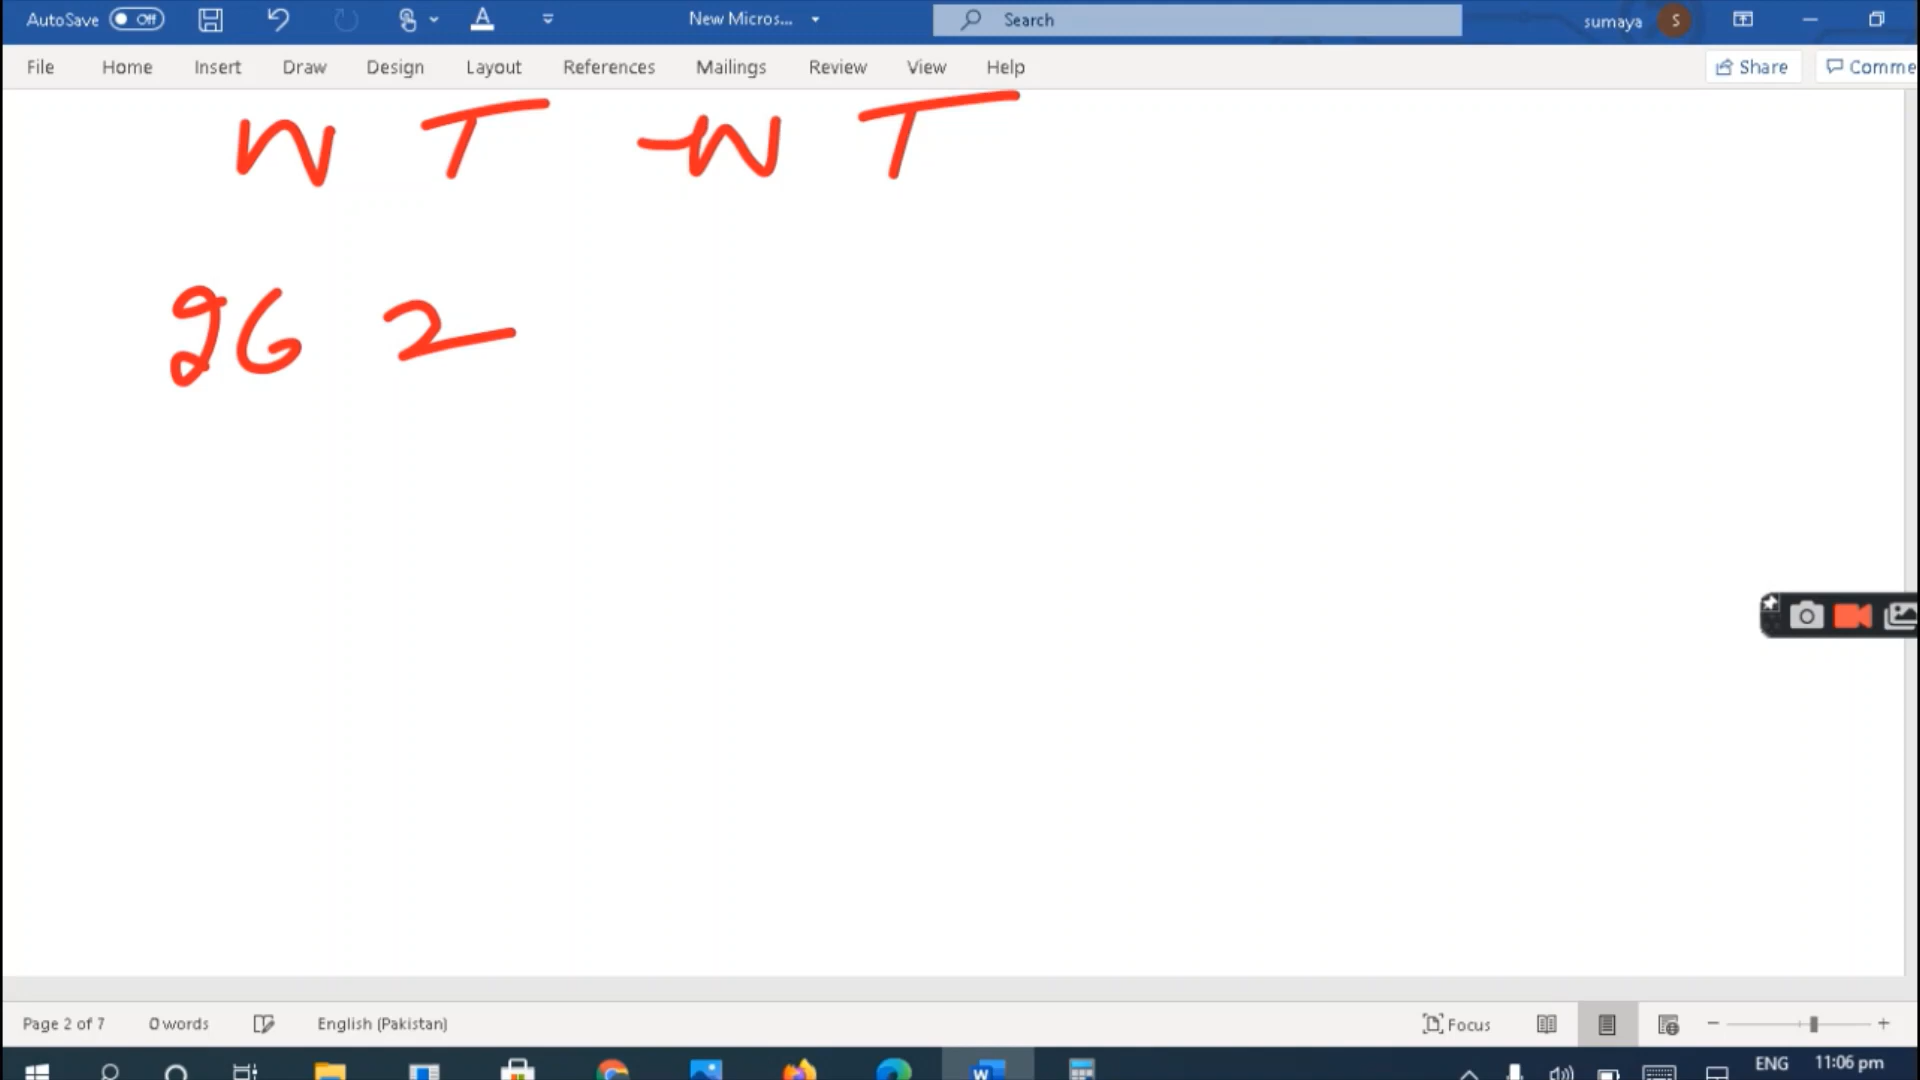 AutoSave Off New Micros... Search sumaya S
File Home Insert Draw Design Layout References Mailings Review View Help Share Comme
W T W T
96 2
Page 2 of 7 0 words English (Pakistan) Focus
ENG 11:06 pm